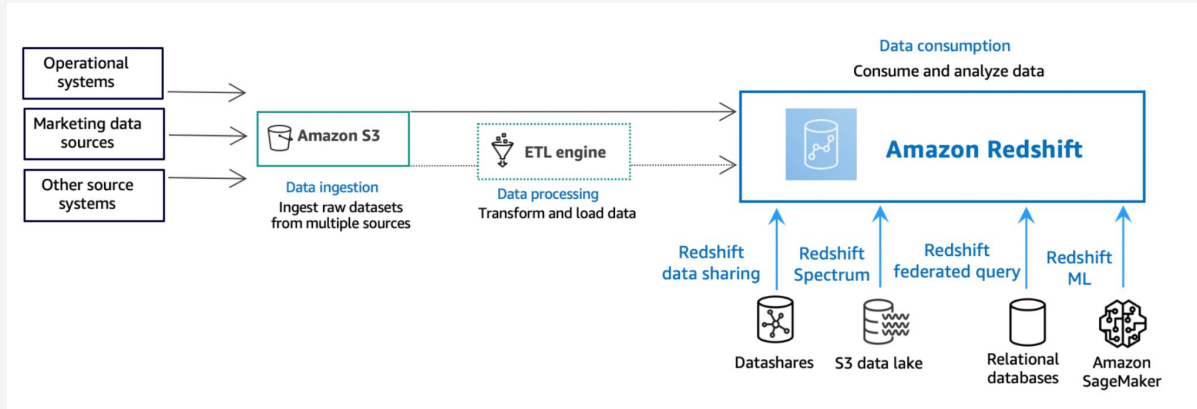 Operational
systems
Marketing data
sources
Other source
systems
Amazon S3
Data ingestion
Ingest raw datasets
from multiple sources
ETL engine
Data processing
Transform and load data
Data consumption
Consume and analyze data
Amazon Redshift
Redshift
data sharing
Redshift
Spectrum
Redshift
federated query
Redshift
ML
Datashares
S3 data lake
Relational
databases
Amazon
SageMaker